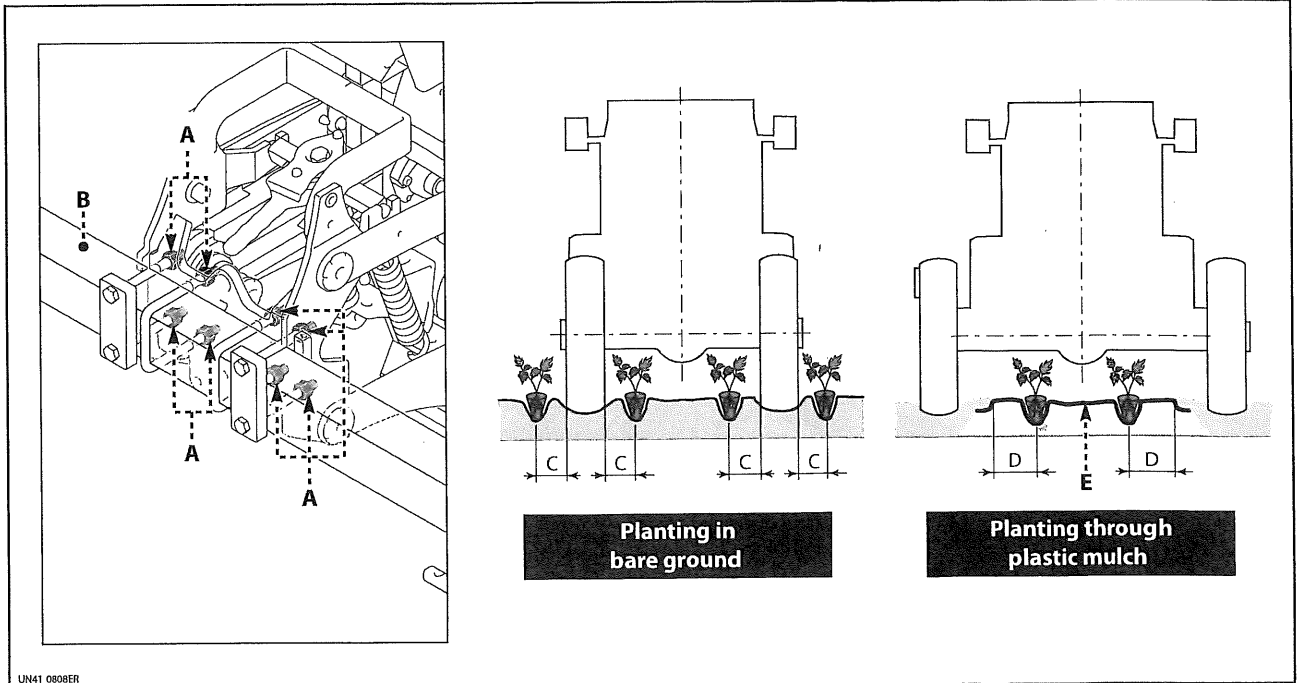 A
B
A
A
C
C
C
C
D
D
E
Planting in
bare ground
Planting through
plastic mulch
UN41 0808ER